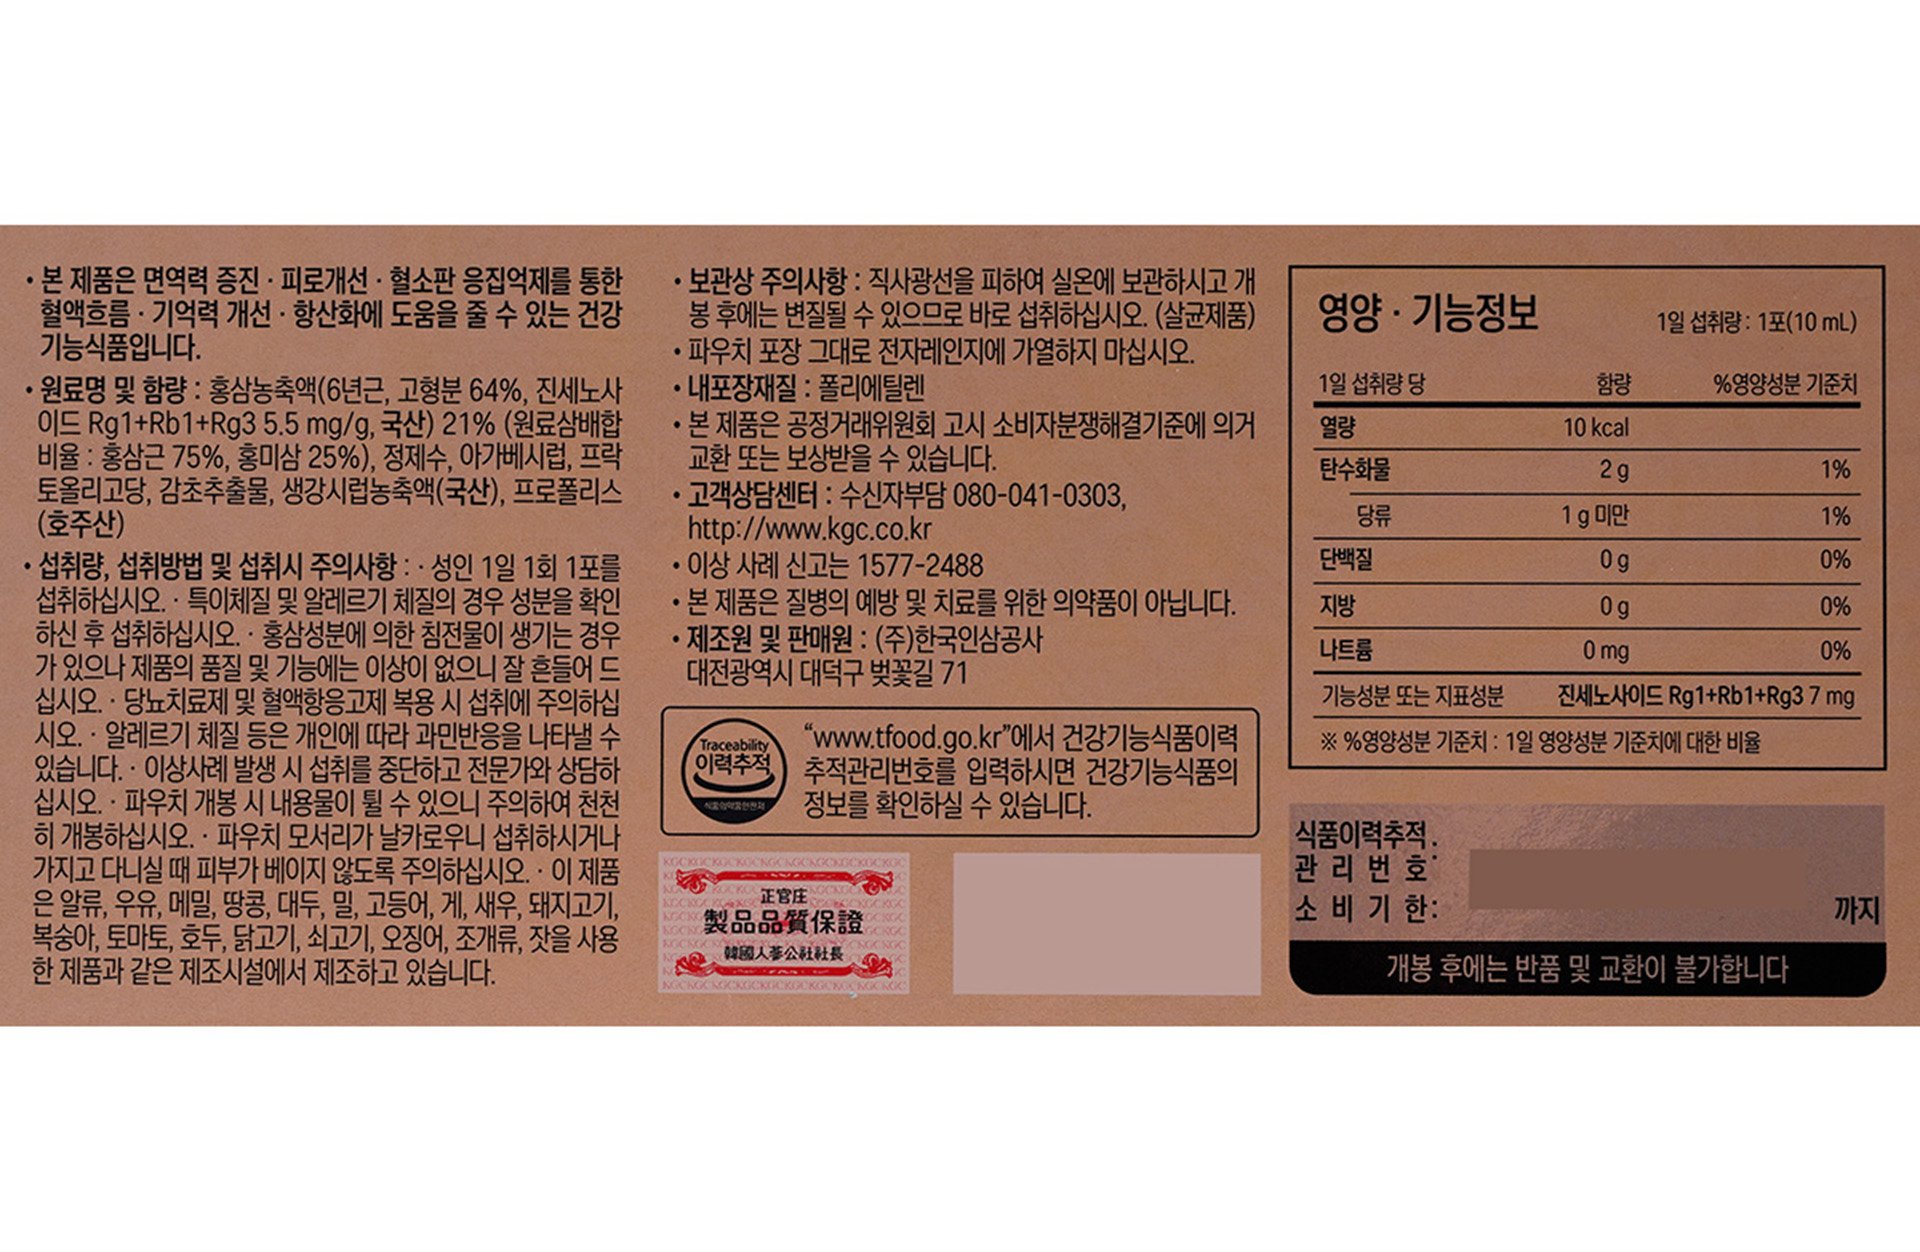 • 본 제품은 면역력 증진 · 피로개선 · 혈소판 응집억제를 통한
혈액흐름 · 기억력 개선 · 항산화에 도움을 줄 수 있는 건강
기능식품입니다.
• 원료명 및 함량 : 홍삼농축액(6년근, 고형분 64%, 진세노사
이드 Rg1+Rb1+Rg3 5.5 mg/g, 국산) 21% (원료삼배합
비율 : 홍삼근 75%, 홍미삼 25%), 정제수, 아가베시럽, 프락
토올리고당, 감초추출물, 생강시럽농축액(국산), 프로폴리스
(호주산)
• 섭취량, 섭취방법 및 섭취시 주의사항 : · 성인 1일 1회 1포를
섭취하십시오. · 특이체질 및 알레르기 체질의 경우 성분을 확인
하신 후 섭취하십시오. · 홍삼성분에 의한 침전물이 생기는 경우
가 있으나 제품의 품질 및 기능에는 이상이 없으니 잘 흔들어 드
십시오. · 당뇨치료제 및 혈액항응고제 복용 시 섭취에 주의하십
시오. · 알레르기 체질 등은 개인에 따라 과민반응을 나타낼 수
있습니다. · 이상사례 발생 시 섭취를 중단하고 전문가와 상담하
십시오. · 파우치 개봉 시 내용물이 튈 수 있으니 주의하여 천천
히 개봉하십시오. · 파우치 모서리가 날카로우니 섭취하시거나
가지고 다니실 때 피부가 베이지 않도록 주의하십시오. · 이 제품
은 알류, 우유, 메밀, 땅콩, 대두, 밀, 고등어, 게, 새우, 돼지고기,
복숭아, 토마토, 호두, 닭고기, 쇠고기, 오징어, 조개류, 잣을 사용
한 제품과 같은 제조시설에서 제조하고 있습니다.
• 보관상 주의사항 : 직사광선을 피하여 실온에 보관하시고 개
봉 후에는 변질될 수 있으므로 바로 섭취하십시오. (살균제품)
• 파우치 포장 그대로 전자레인지에 가열하지 마십시오.
• 내포장재질 : 폴리에틸렌
• 본 제품은 공정거래위원회 고시 소비자분쟁해결기준에 의거
교환 또는 보상받을 수 있습니다.
• 고객상담센터 : 수신자부담 080-041-0303,
http://www.kgc.co.kr
• 이상 사례 신고는 1577-2488
• 본 제품은 질병의 예방 및 치료를 위한 의약품이 아닙니다.
• 제조원 및 판매원 : (주)한국인삼공사
대전광역시 대덕구 벚꽃길 71
Traceability
이력추적
식품의약품안전처
“www.tfood.go.kr”에서 건강기능식품이력
추적관리번호를 입력하시면 건강기능식품의
정보를 확인하실 수 있습니다.
正官庄
製品品質保證
韓國人蔘公社社長
영양 · 기능정보
1일 섭취량 : 1포(10 mL)
1일 섭취량 당 함량 %영양성분 기준치
열량 10 kcal
탄수화물 2 g 1%
당류 1 g 미만 1%
단백질 0 g 0%
지방 0 g 0%
나트륨 0 mg 0%
기능성분 또는 지표성분 진세노사이드 Rg1+Rb1+Rg3 7 mg
※ %영양성분 기준치 : 1일 영양성분 기준치에 대한 비율
식품이력추적
관 리 번 호 :
소 비 기 한 : 까지
개봉 후에는 반품 및 교환이 불가합니다